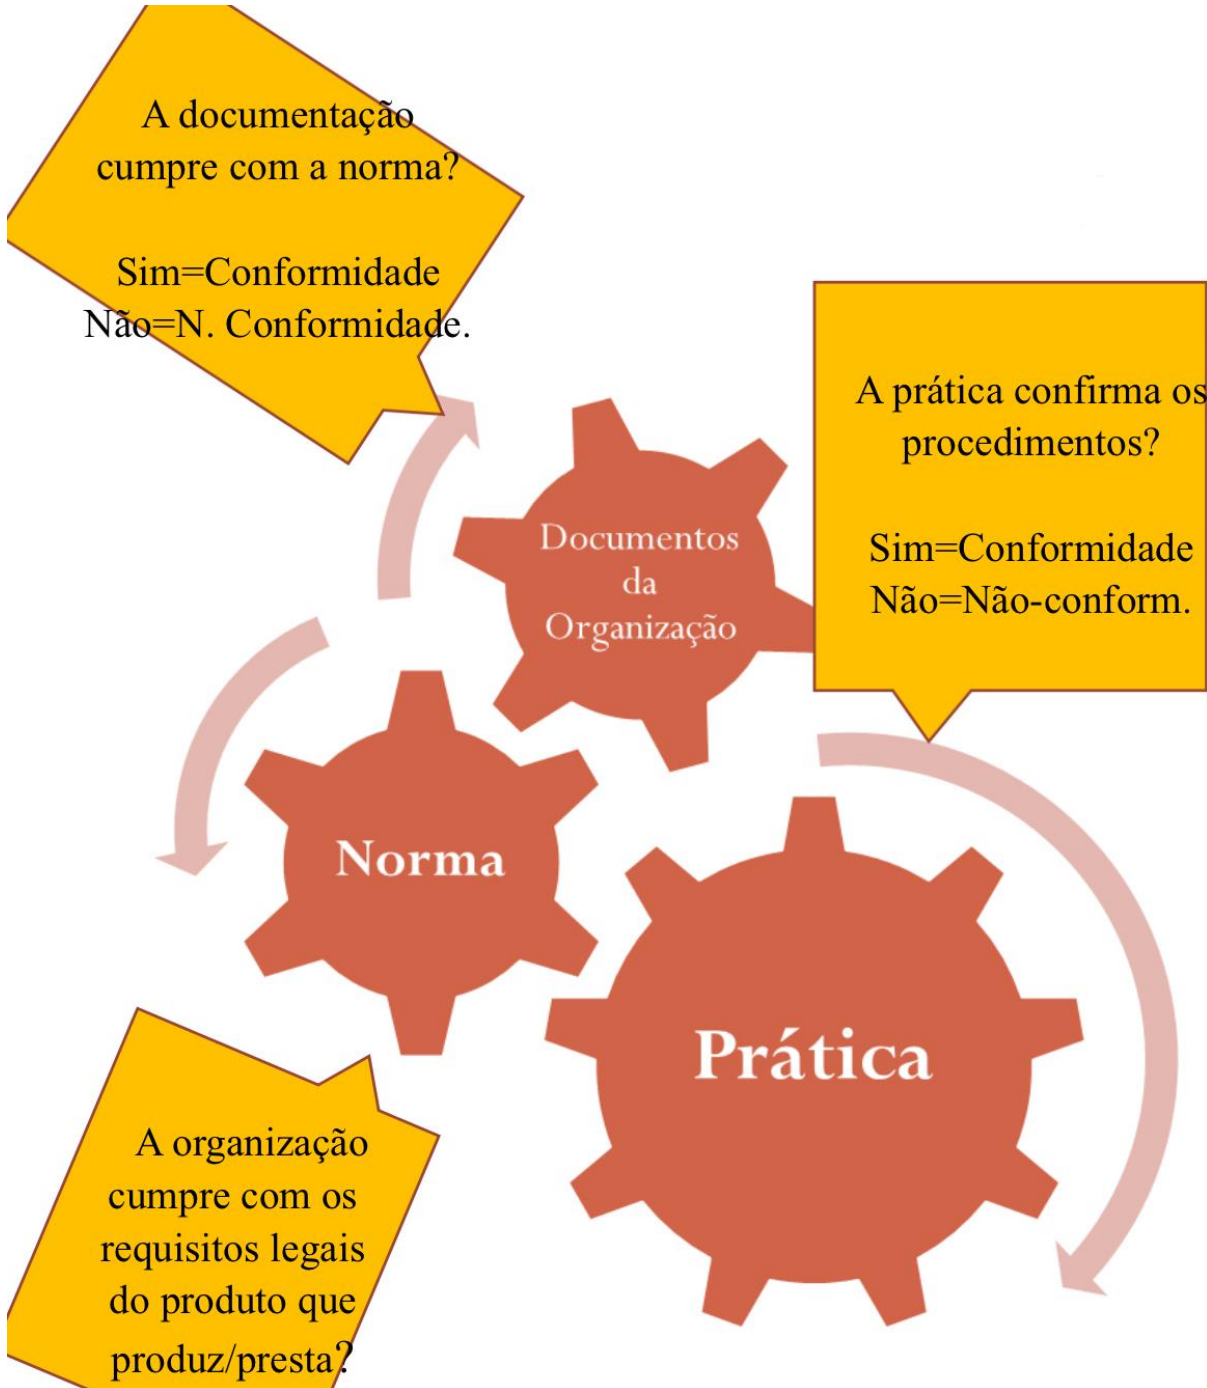 A documentação
cumpre com a norma?
Sim=Conformidade
Não=N. Conformidade.
A prática confirma os
procedimentos?
Sim=Conformidade
Não=Não-conform.
Documentos
da
Organização
Norma
Prática
A organização
cumpre com os
requisitos legais
do produto que
produz/presta?